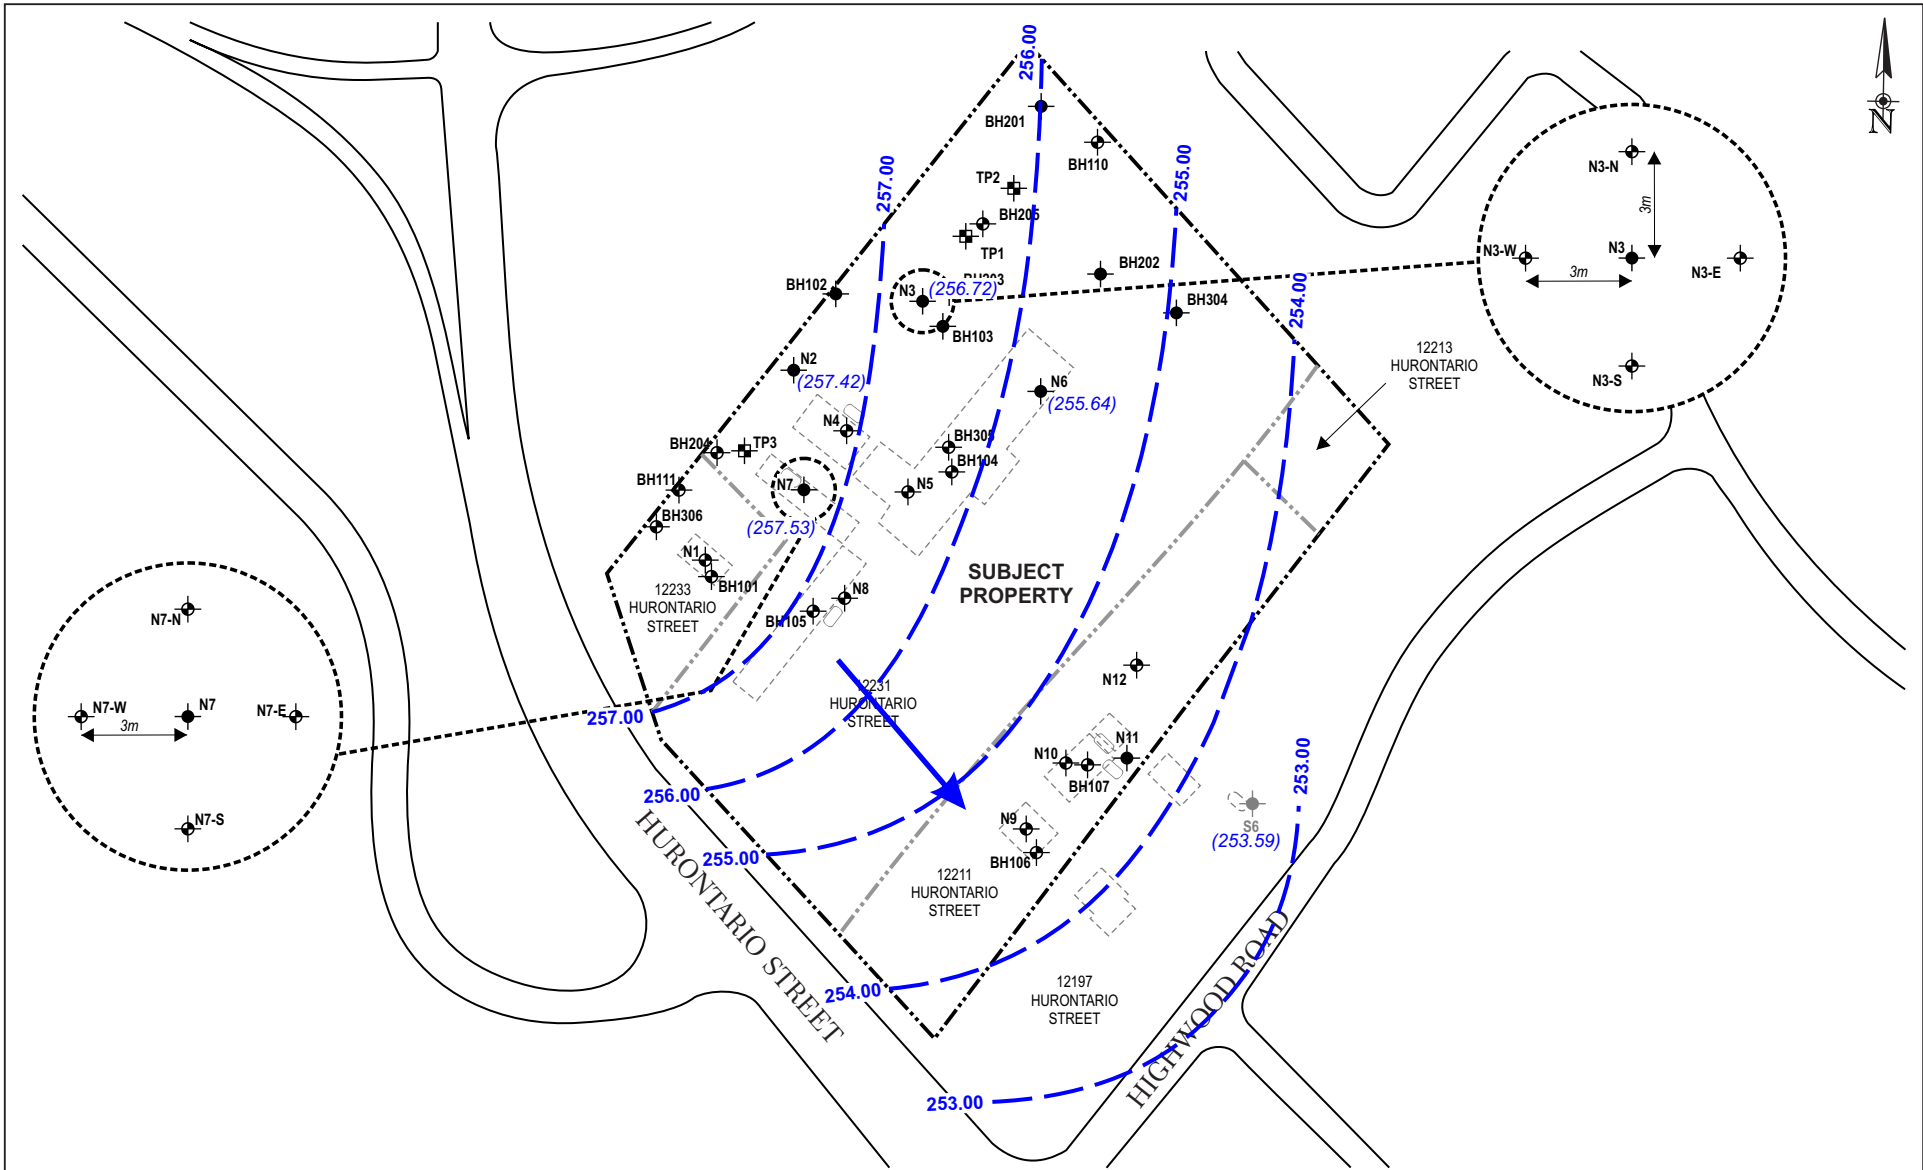 256.00
BH201
BH110
N
257.00
255.00
TP2
BH205
TP1
N3-N
3m
N3-W
N3
N3-E
3m
N3-S
BH202
BH102
N3
(256.72)
254.00
BH304
BH103
12213
HURONTARIO
STREET
N2
(257.42)
N6
(255.64)
N4
BH204
TP3
BH305
BH104
BH111
N7
N5
BH306
(257.53)
N1
BH101
SUBJECT
PROPERTY
12233
HURONTARIO
STREET
N8
BH105
N7-N
N7-W
N7
N7-E
3m
N7-S
N12
12231
HURONTARIO
STREET
257.00
N11
N10
BH107
253.00
256.00
S6
(253.59)
N9
BH106
255.00
12211
HURONTARIO
STREET
HURONTARIO STREET
254.00
12197
HURONTARIO
STREET
HIGHWOOD ROAD
253.00